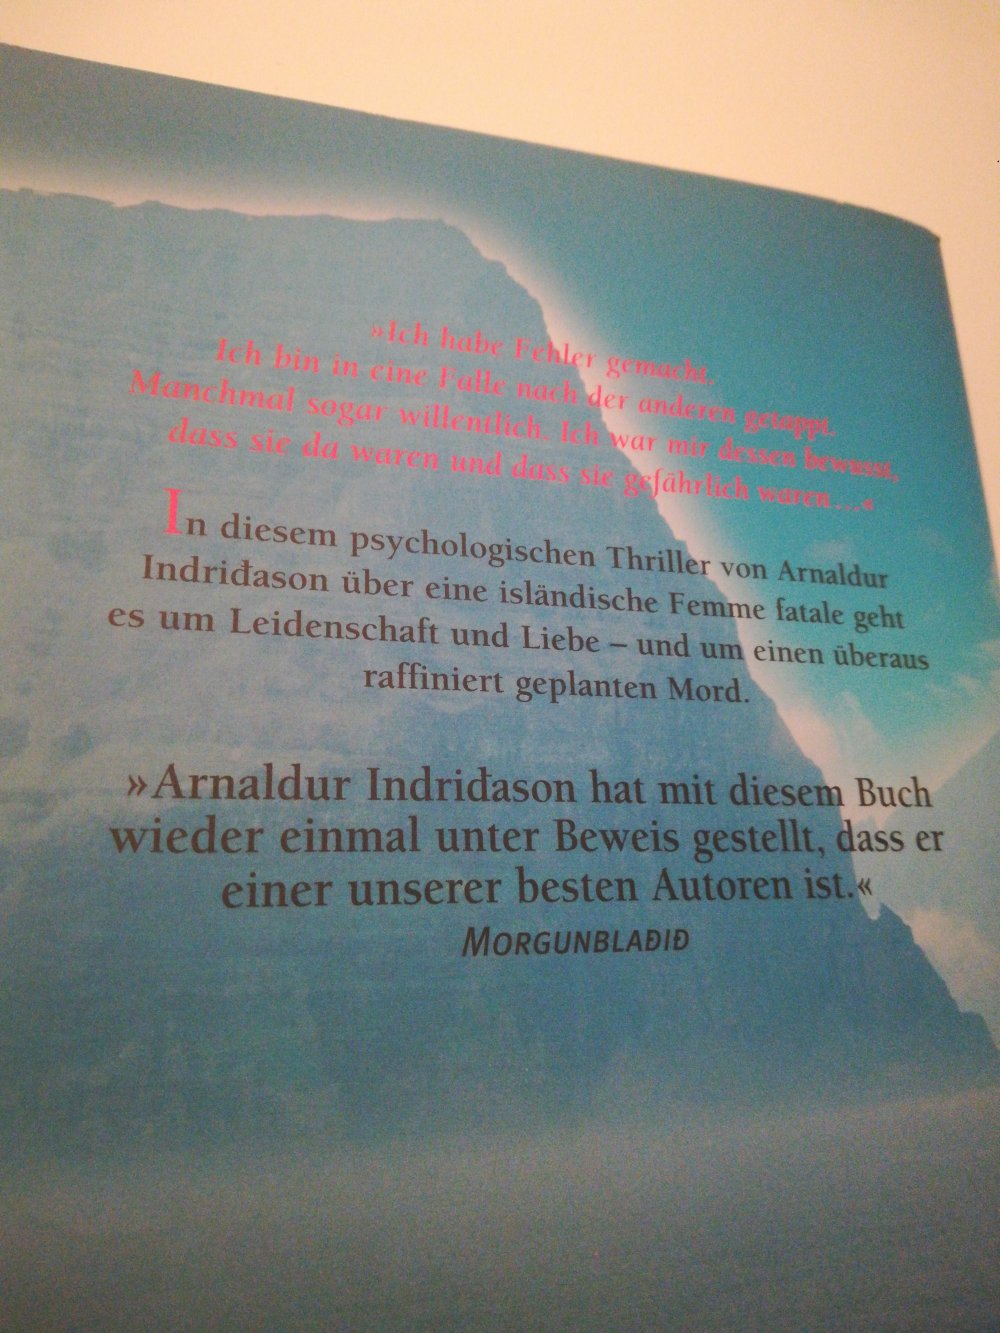 »Ich habe Fehler gemacht.
Ich bin in eine Falle nach der anderen getappt.
Manchmal sogar willentlich. Ich war mir dessen bewusst,
dass sie da waren und dass sie gefährlich waren ...«
In diesem psychologischen Thriller von Arnaldur
Indriđason über eine isländische Femme fatale geht
es um Leidenschaft und Liebe – und um einen überaus
raffiniert geplanten Mord.
»Arnaldur Indriđason hat mit diesem Buch
wieder einmal unter Beweis gestellt, dass er
einer unserer besten Autoren ist.«
MORGUNBLAÐIÐ